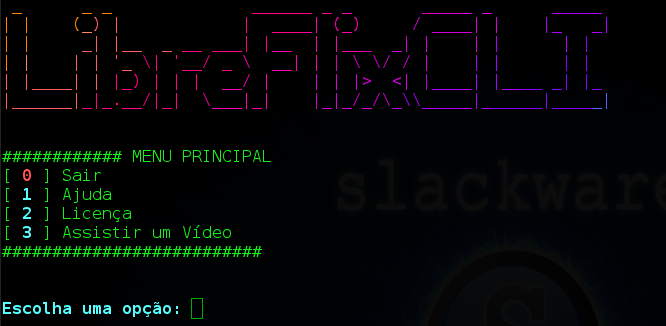 LibreFlixCLI
############ MENU PRINCIPAL
[ 0 ] Sair
[ 1 ] Ajuda
[ 2 ] Licença
[ 3 ] Assistir um Vídeo
##########################
Escolha uma opção:
slackware
S